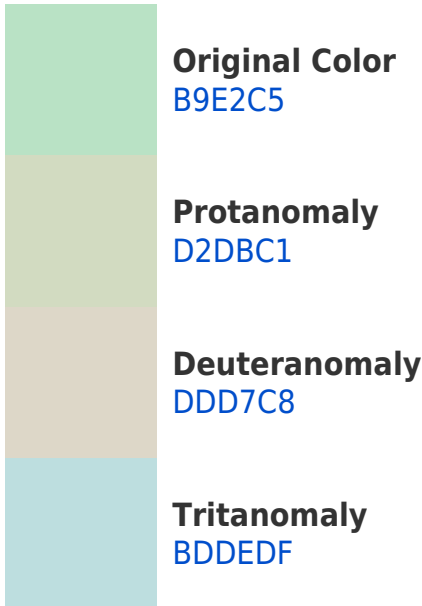 Original Color
B9E2C5
Protanomaly
D2DBC1
Deuteranomaly
DDD7C8
Tritanomaly
BDDEDF